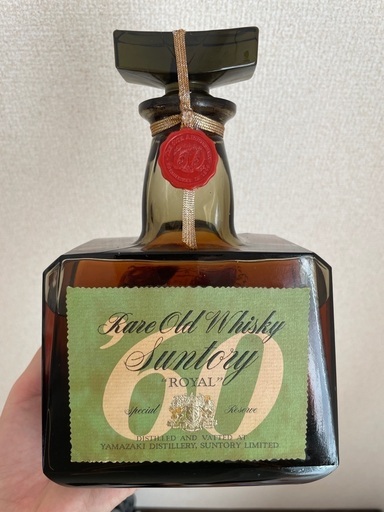 Rare Old Whisky
Suntory
'60
"ROYAL"
Special Reserve
DISTILLED AND VATTED AT
YAMAZAKI DISTILLERY, SUNTORY LIMITED